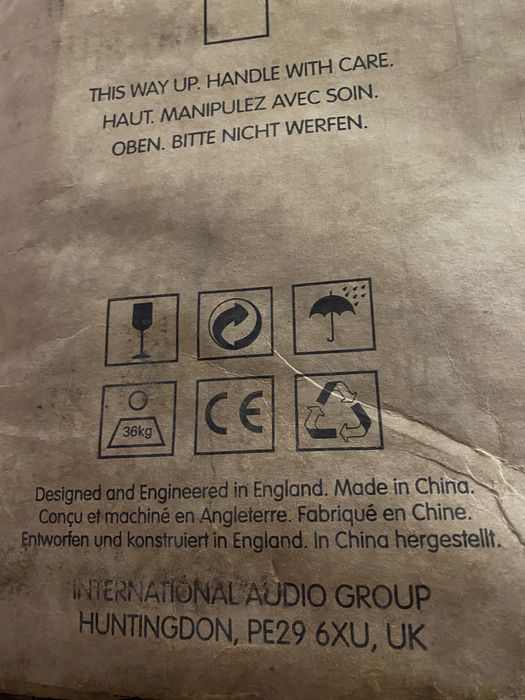 THIS WAY UP. HANDLE WITH CARE.
HAUT. MANIPULEZ AVEC SOIN.
OBEN. BITTE NICHT WERFEN.
36kg
CE
Designed and Engineered in England. Made in China.
Conçu et machiné en Angleterre. Fabriqué en Chine.
Entworfen und konstruiert in England. In China hergestellt.
INTERNATIONAL AUDIO GROUP
HUNTINGDON, PE29 6XU, UK